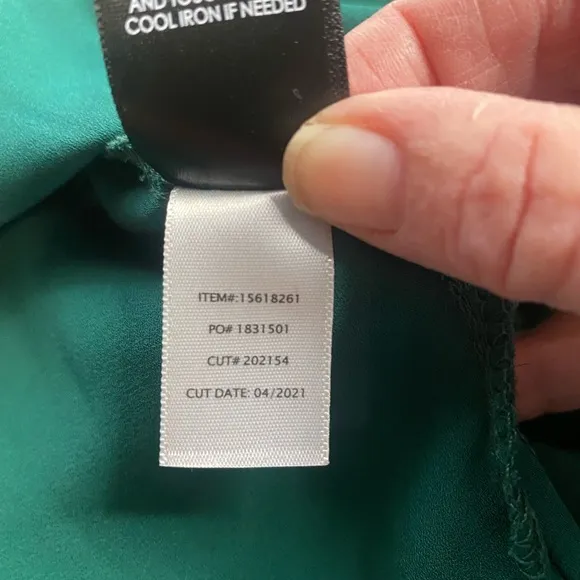 COOL IRON IF NEEDED
ITEM#:15618261
PO# 1831501
CUT# 202154
CUT DATE: 04/2021